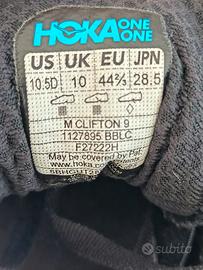 HOKA ONE
ONE
US UK EU JPN
10.5D 10 44⅔ 28.5
M CLIFTON 9
1127895 BBLC
F27222H
May be covered by
www.hoka.com
subito